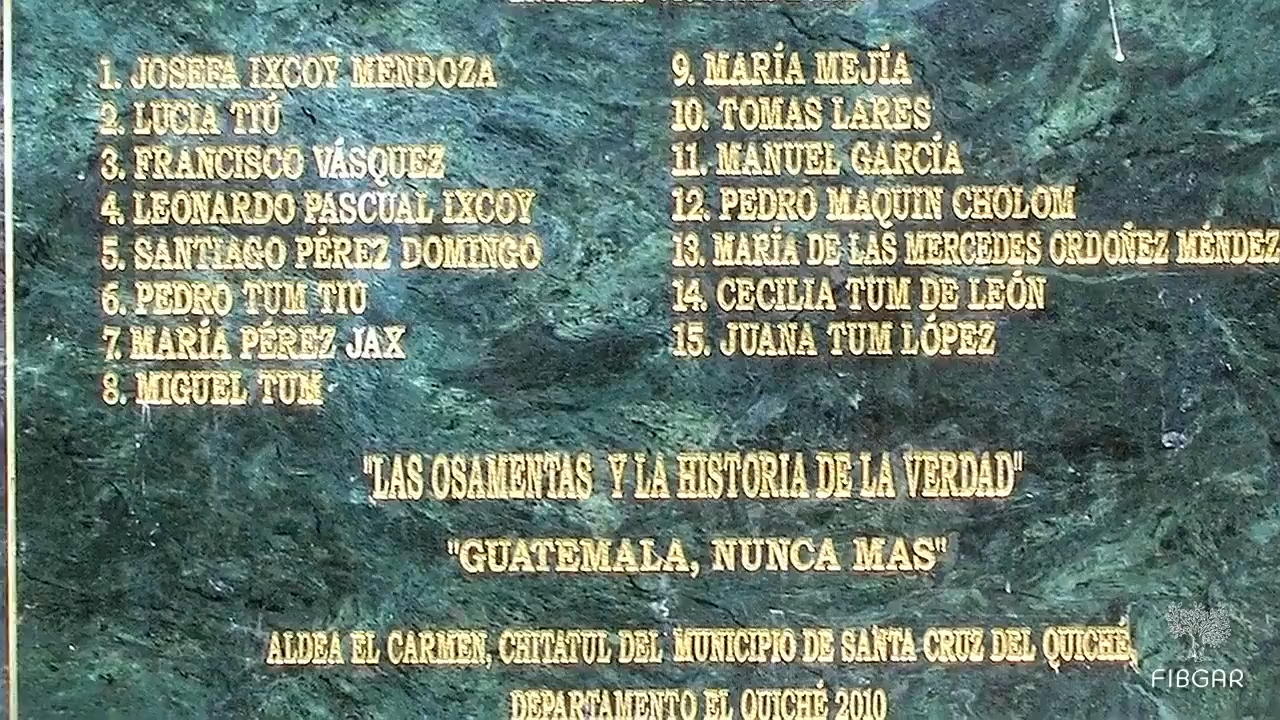 1. JOSEFA IXCOY MENDOZA
2. LUCIA TIÚ
3. FRANCISCO VÁSQUEZ
4. LEONARDO PASCUAL IXCOY
5. SANTIAGO PÉREZ DOMINGO
6. PEDRO TUM TIU
7. MARÍA PÉREZ JAX
8. MIGUEL TUM
9. MARÍA MEJÍA
10. TOMAS LARES
11. MANUEL GARCÍA
12. PEDRO MAQUIN CHOLOM
13. MARÍA DE LAS MERCEDES ORDOÑEZ MÉNDEZ
14. CECILIA TUM DE LEÓN
15. JUANA TUM LÓPEZ
"LAS OSAMENTAS Y LA HISTORIA DE LA VERDAD"
"GUATEMALA, NUNCA MAS"
ALDEA EL CARMEN, CHITATUL DEL MUNICIPIO DE SANTA CRUZ DEL QUICHÉ,
DEPARTAMENTO EL QUICHÉ 2010
FIBGAR